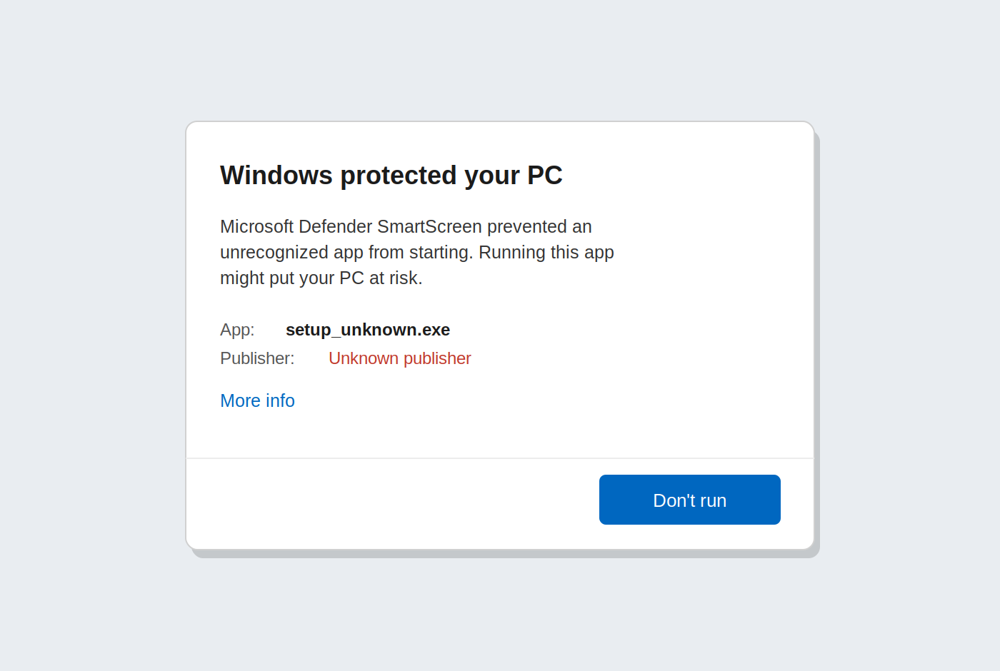 Windows protected your PC
Microsoft Defender SmartScreen prevented an
unrecognized app from starting. Running this app
might put your PC at risk.
App: setup_unknown.exe
Publisher: Unknown publisher
More info
Don't run